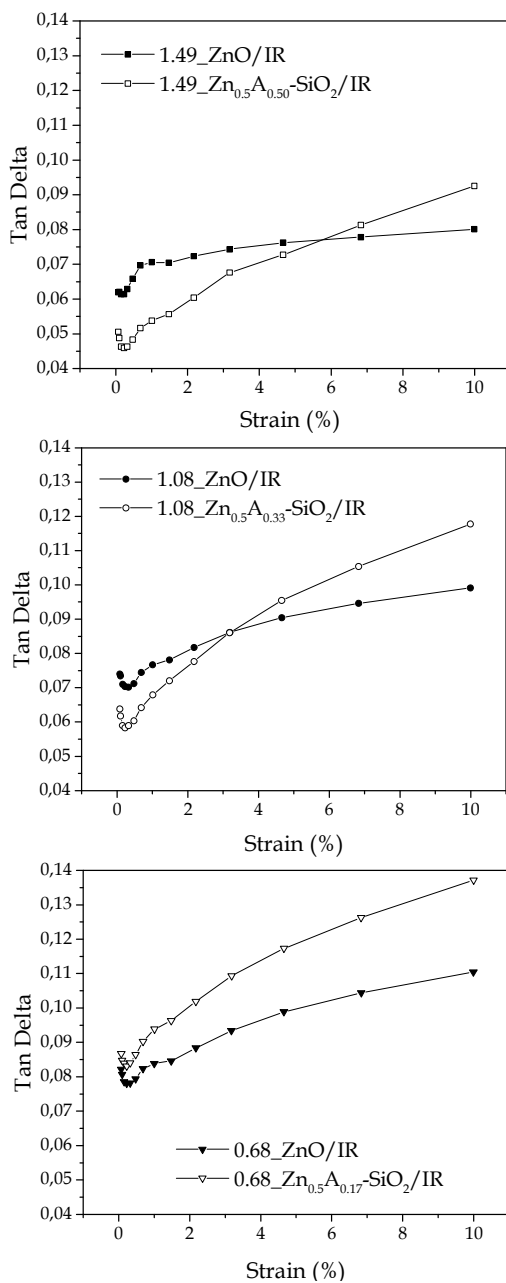 0,14
1.49_ZnO/IR
0,13
1.49_Zn0.5A0.50-SiO2/IR
0,12
0,11
0,10
0,09
0,08
0,07
0,06
0,05
0,04
Tan Delta
0 2 4 6 8 10
Strain (%)
0,14
1.08_ZnO/IR
0,13
1.08_Zn0.5A0.33-SiO2/IR
0,12
0,11
0,10
0,09
0,08
0,07
0,06
0,05
0,04
Tan Delta
0 2 4 6 8 10
Strain (%)
0,14
0,13
0,12
0,11
0,10
0,09
0,08
0,07
0,06
0,05
0,04
Tan Delta
0.68_ZnO/IR
0.68_Zn0.5A0.17-SiO2/IR
0 2 4 6 8 10
Strain (%)